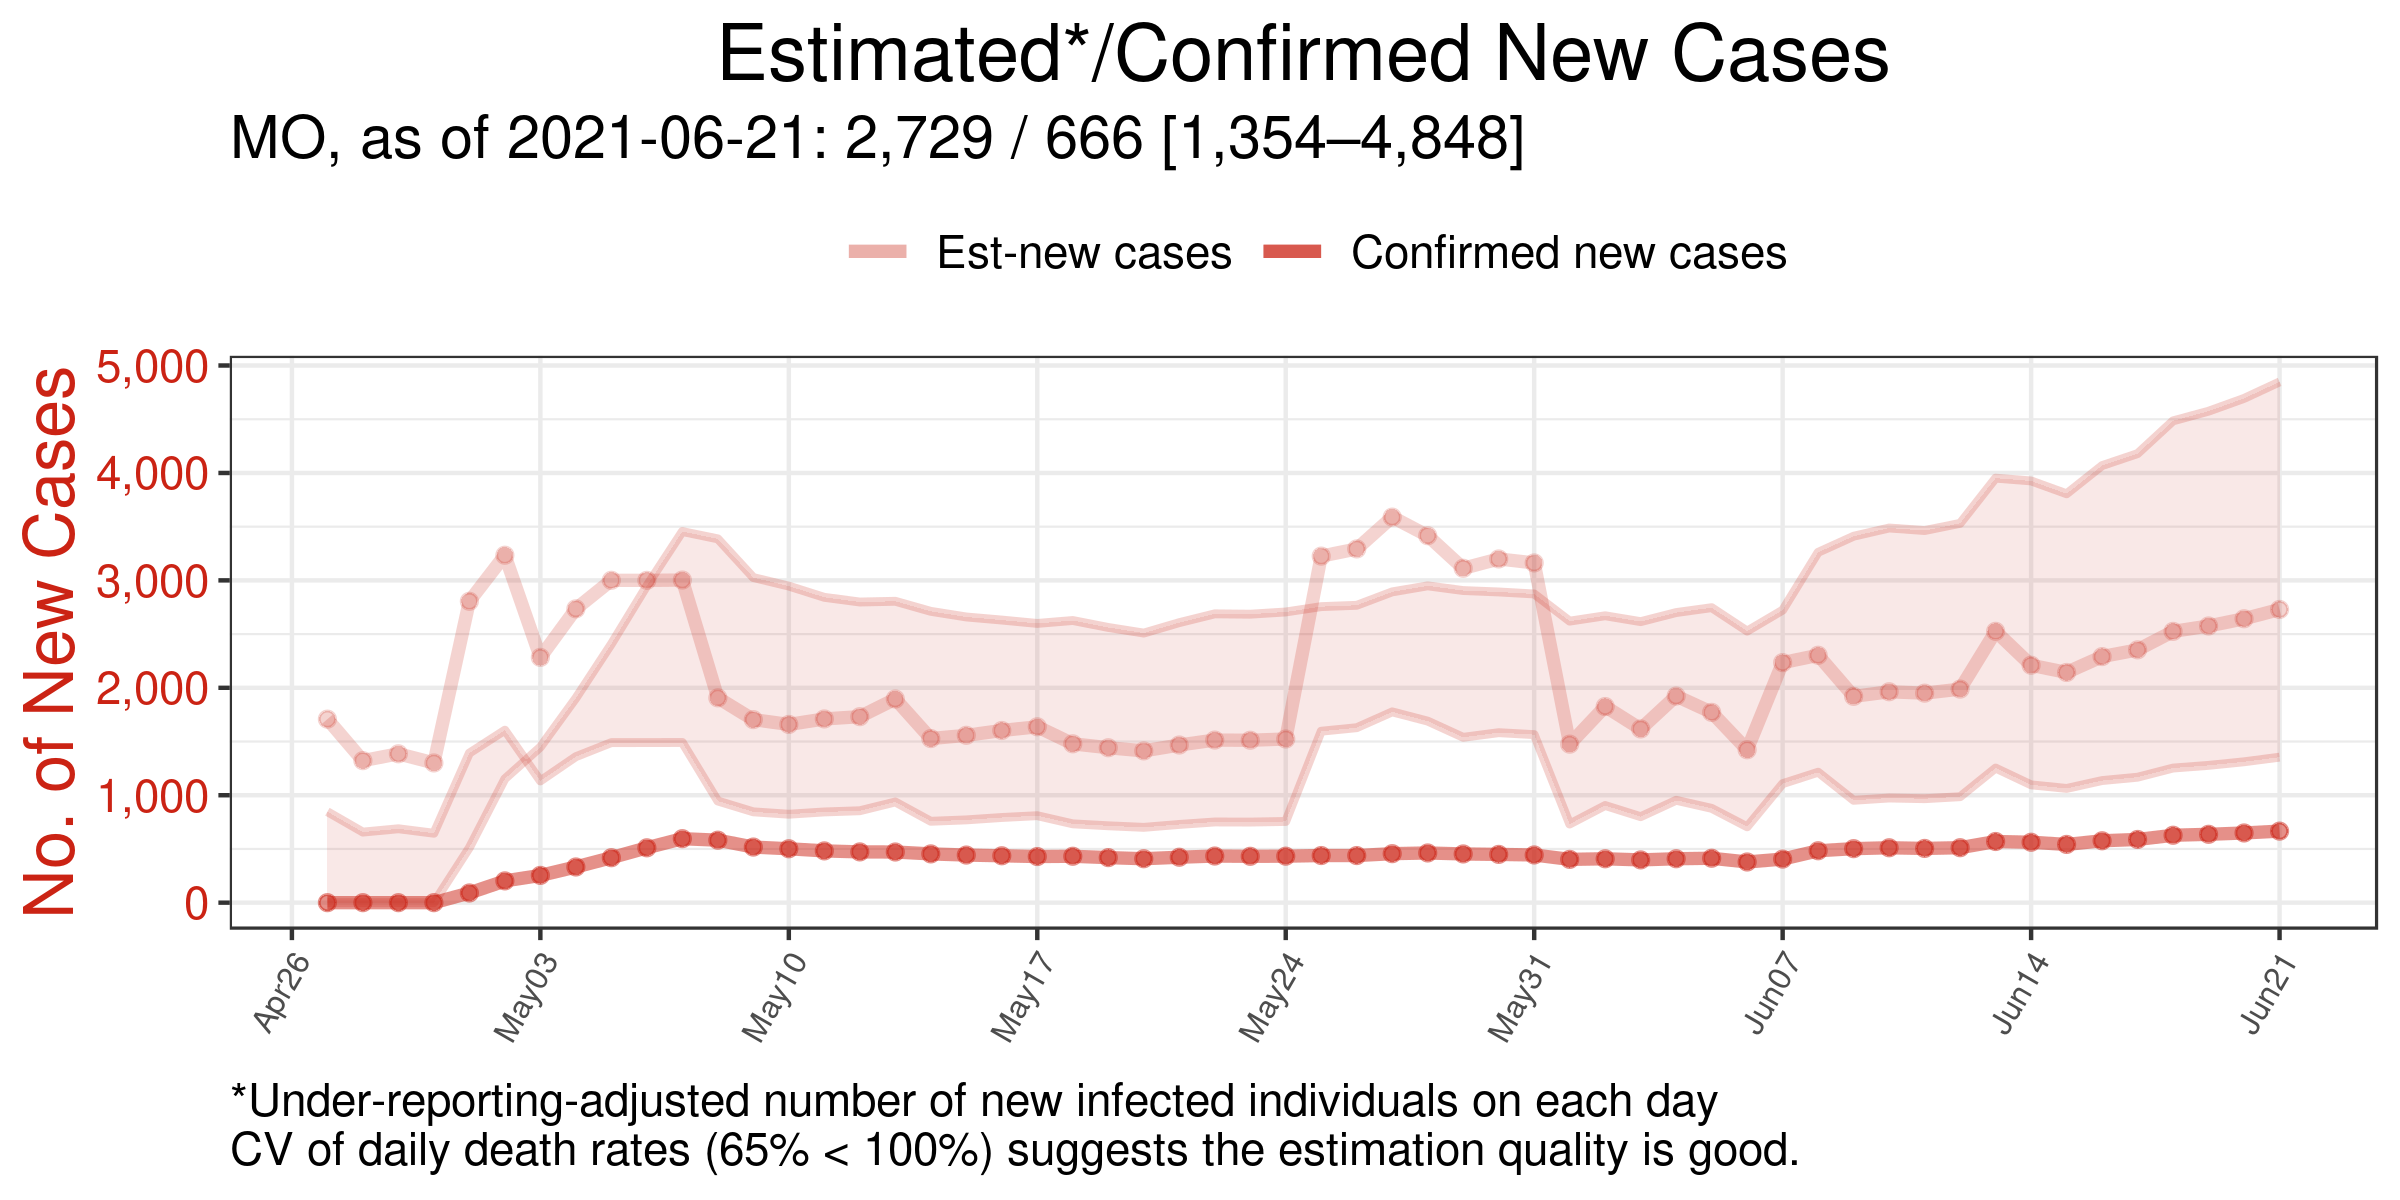 Estimated*/Confirmed New Cases
MO, as of 2021-06-21: 2,729 / 666 [1,354–4,848]
Est-new cases
Confirmed new cases
No. of New Cases
5,000
4,000
3,000
2,000
1,000
0
Apr26
May03
May10
May17
May24
May31
Jun07
Jun14
Jun21
*Under-reporting-adjusted number of new infected individuals on each day
CV of daily death rates (65% < 100%) suggests the estimation quality is good.